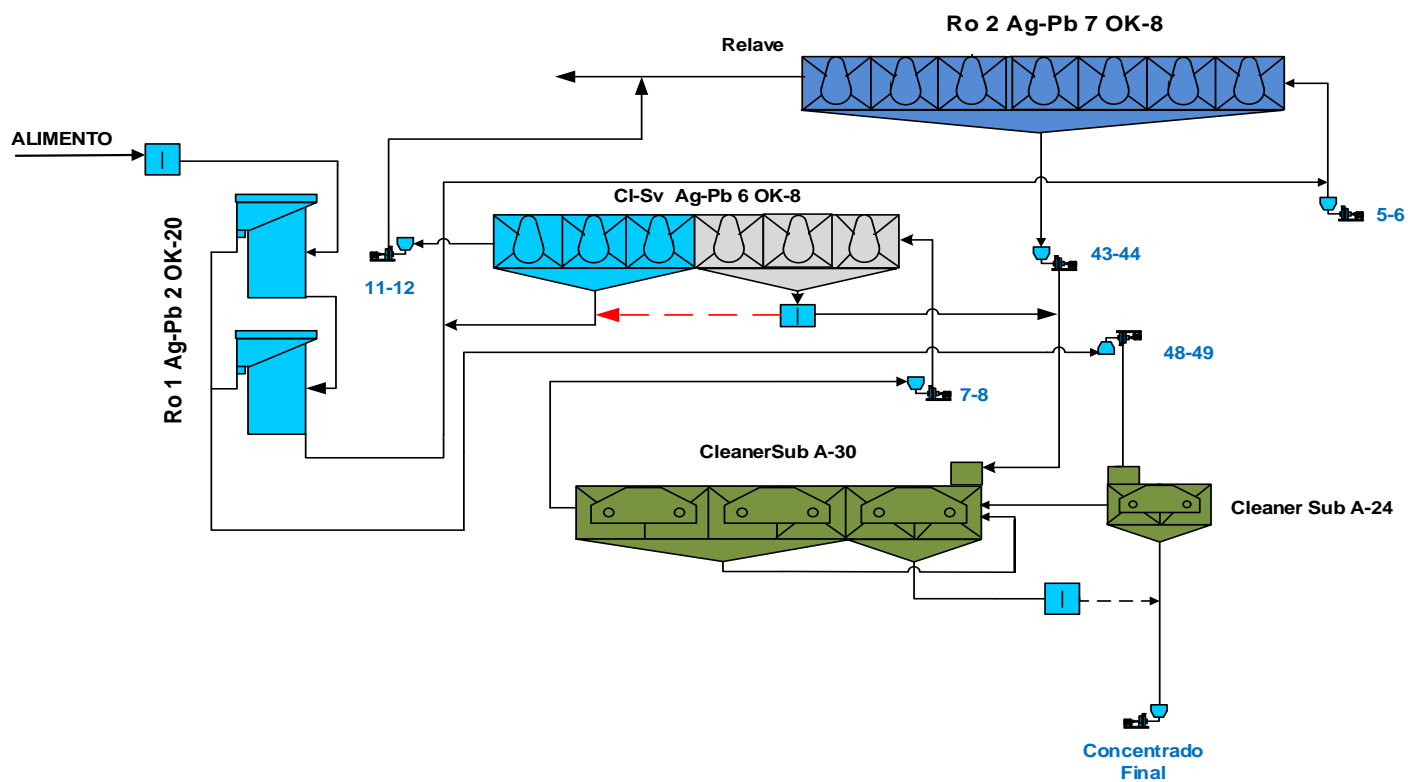 Ro 2 Ag-Pb 7 OK-8
Relave
ALIMENTO
Cl-Sv Ag-Pb 6 OK-8
5-6
Ro 1 Ag-Pb 2 OK-20
11-12
43-44
48-49
7-8
CleanerSub A-30
Cleaner Sub A-24
Concentrado
Final